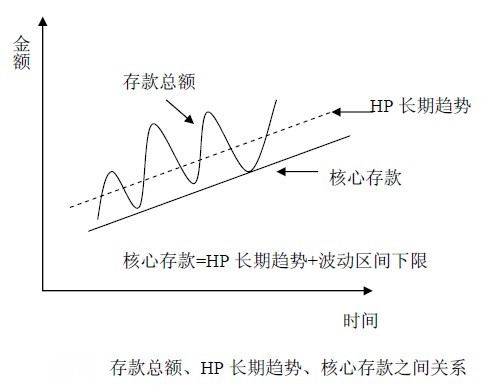 金额
存款总额
HP 长期趋势
核心存款
核心存款=HP 长期趋势+波动区间下限
时间
存款总额、HP 长期趋势、核心存款之间关系